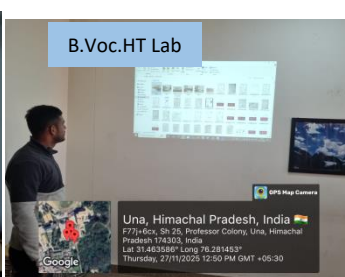 B.Voc.HT Lab
GPS Map Camera
Una, Himachal Pradesh, India 🇮🇳
F77j+6cx, Sh 25, Professor Colony, Una, Himachal
Pradesh 174303, India
Lat 31.463586° Long 76.281453°
Thursday, 27/11/2025 12:50 PM GMT +05:30
Google